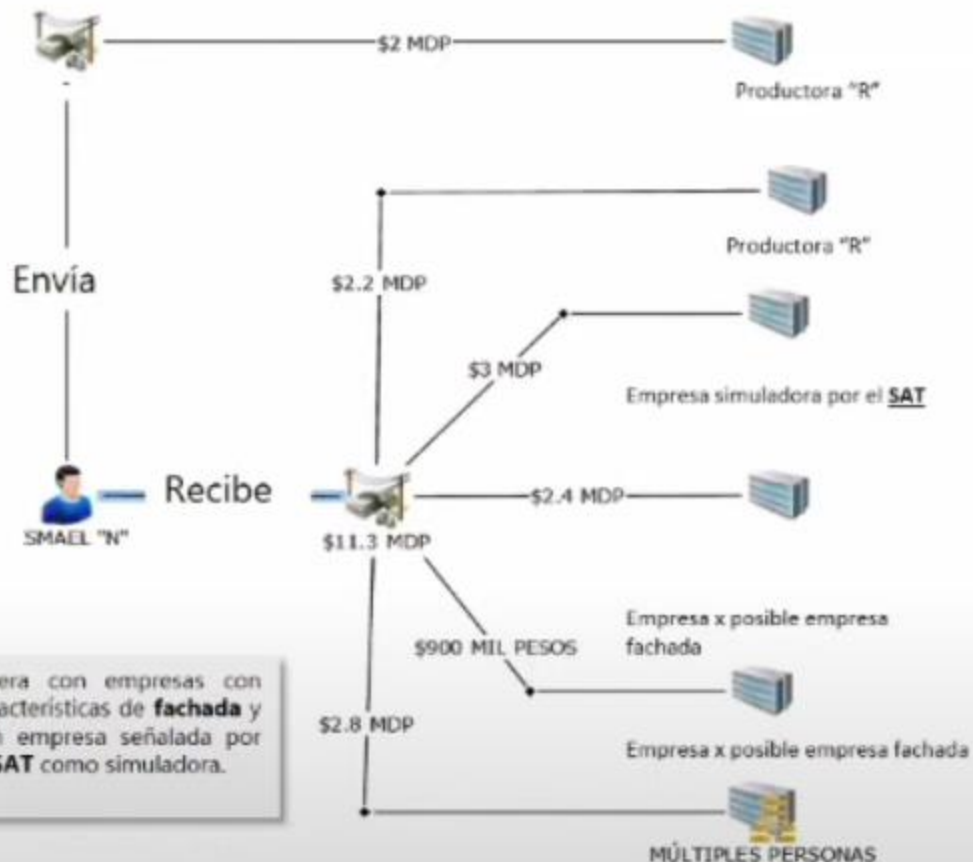 $2 MDP
Productora "R"
Productora "R"
Envía
$2.2 MDP
$3 MDP
Empresa simuladora por el SAT
Recibe
$2.4 MDP
SMAEL "N"
$11.3 MDP
Empresa x posible empresa
fachada
$900 MIL PESOS
era con empresas con
acterísticas de fachada y
empresa señalada por
SAT como simuladora.
$2.8 MDP
Empresa x posible empresa fachada
MÚLTIPLES PERSONAS